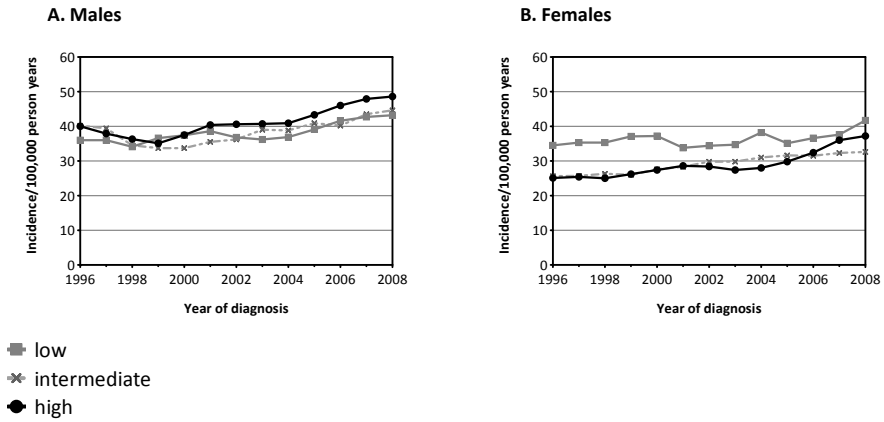 A. Males
Incidence/100,000 person years
60
50
40
30
20
10
0
1996 1998 2000 2002 2004 2006 2008
Year of diagnosis
B. Females
Incidence/100,000 person years
60
50
40
30
20
10
0
1996 1998 2000 2002 2004 2006 2008
Year of diagnosis
low
intermediate
high